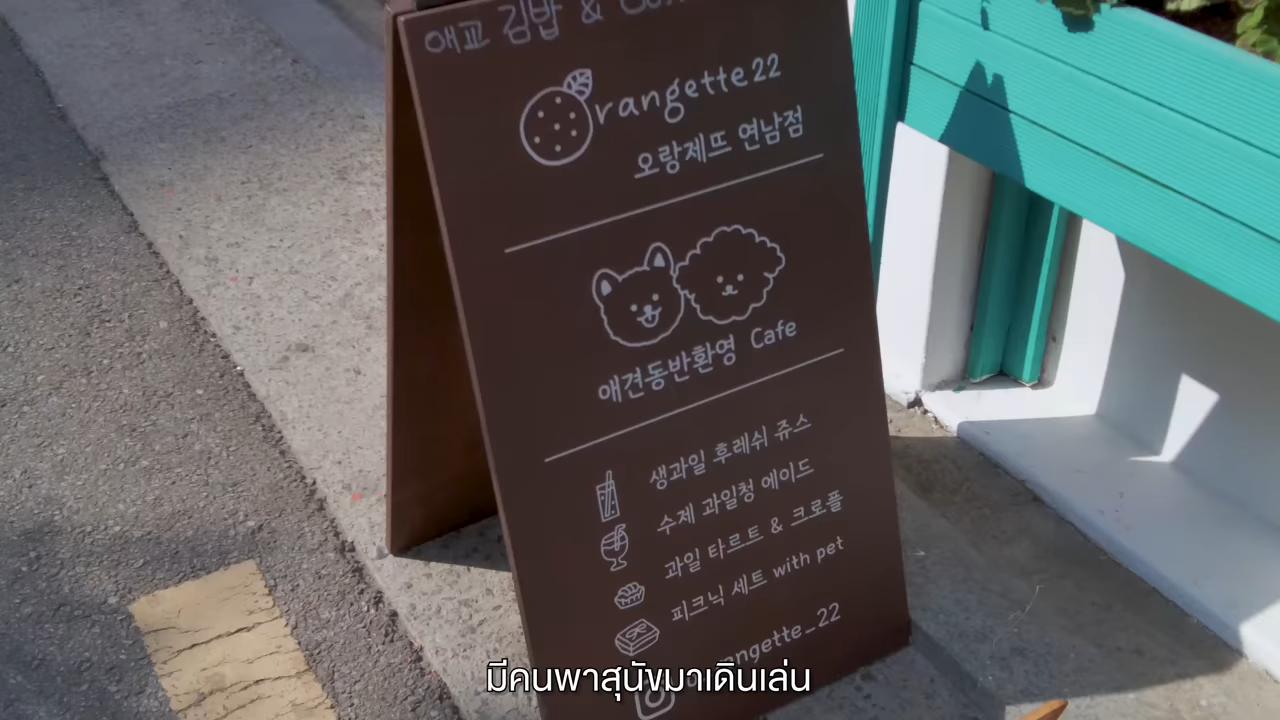 애교 김밥 &
Orangette22
오랑제뜨 연남점
애견동반환영 Cafe
생과일 후레쉬 쥬스
수제 과일청 에이드
과일 타르트 & 크로플
피크닉 세트 with pet
ngette_22
มีคนพาสุนัขมาเดินเล่น